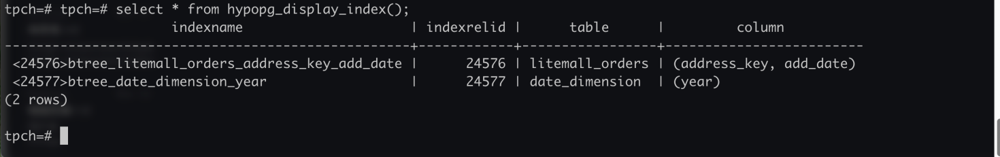 tpch=# tpch=# select * from hypopg_display_index();
                   indexname                     | indexrelid |      table      |         column
-------------------------------------------------+------------+-----------------+-------------------------
 <24576>btree_litemall_orders_address_key_add_date |      24576 | litemall_orders | (address_key, add_date)
 <24577>btree_date_dimension_year                  |      24577 | date_dimension  | (year)
(2 rows)
tpch=#